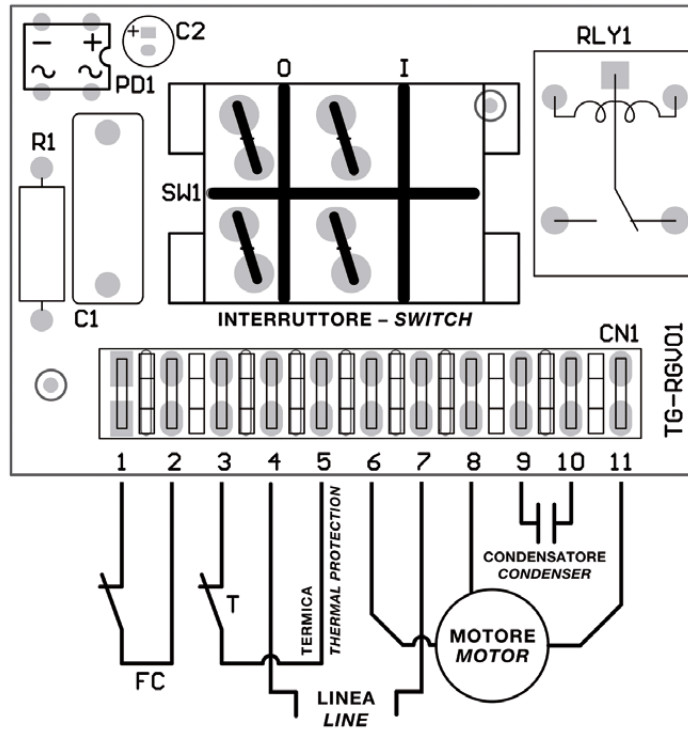 C2
RLY1
- +
~ ~
PD1
O I
R1
SW1
C1
INTERRUTTORE – SWITCH
CN1
TG-RGV01
1 2 3 4 5 6 7 8 9 10 11
CONDENSATORE
CONDENSER
T
TERMICA
THERMAL PROTECTION
MOTORE
MOTOR
FC
LINEA
LINE